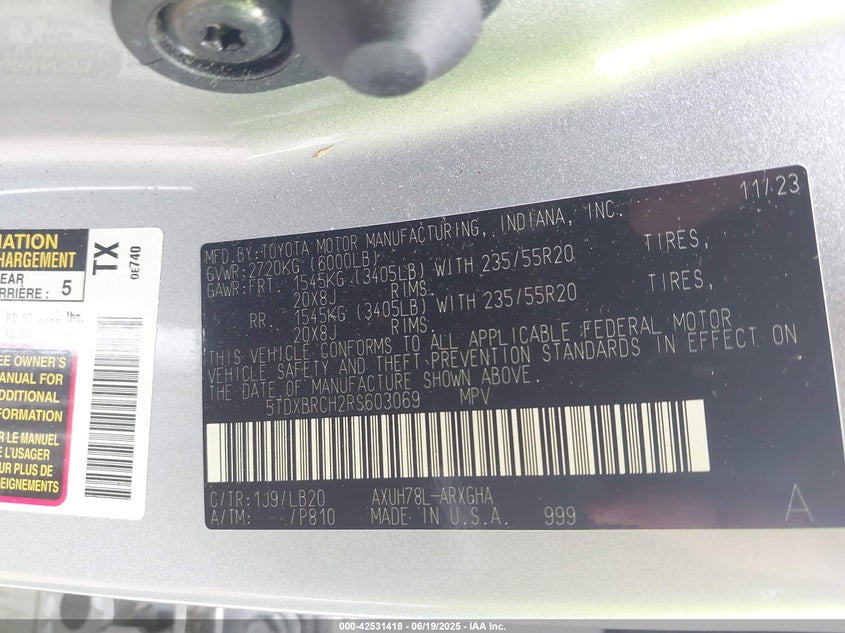 11/23
MFD.BY: TOYOTA MOTOR MANUFACTURING, INDIANA, INC.
GVWR: 2720KG (6000LB)
GAWR: FRT. 1545KG (3405LB) WITH 235/55R20 TIRES,
20X8J RIMS.
RR. 1545KG (3405LB) WITH 235/55R20 TIRES,
20X8J RIMS.
THIS VEHICLE CONFORMS TO ALL APPLICABLE FEDERAL MOTOR
VEHICLE SAFETY AND THEFT PREVENTION STANDARDS IN EFFECT ON
THE DATE OF MANUFACTURE SHOWN ABOVE.
5TDXBRCH2RS603069 MPV
C/TR: 1J9/LB20 AXUH78L-ARXGHA
A/TM: /P810 MADE IN U.S.A. 999
A
MATION
CHARGEMENT
EAR
ARRIÈRE : 5
TX
0E740
EE OWNER'S
MANUAL FOR
ADDITIONAL
FORMATION
R LE MANUEL
L'USAGER
UR PLUS DE
EIGNEMENTS
000-42531418 - 06/19/2025 - IAA Inc.